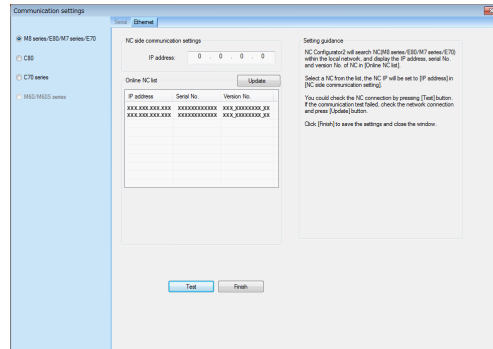 Communication settings
Serial Ethernet
M8 series/E80/M7 series/E70
C80
C70 series
M60/M60S series
NC side communication settings
IP address: 0 . 0 . 0 . 0
Online NC list Update
IP address Serial No. Version No.
XXX.XXX.XXX.XXX XXXXXXXXXXXX XXX_XXXXXXXX_XX
XXX.XXX.XXX.XXX XXXXXXXXXXXX XXX_XXXXXXXX_XX
Test Finish
Setting guidance
NC Configurator2 will search NC(M8 series/E80/M7 series/E70)
within the local network, and display the IP address, serial No.
and version No. of NC in [Online NC list].
Select a NC from the list, the NC IP will be set to [IP address] in
[NC side communication setting].
You could check the NC connection by pressing [Test] button.
If the communication test failed, check the network connection
and press [Update] button.
Click [Finish] to save the settings and close the window.